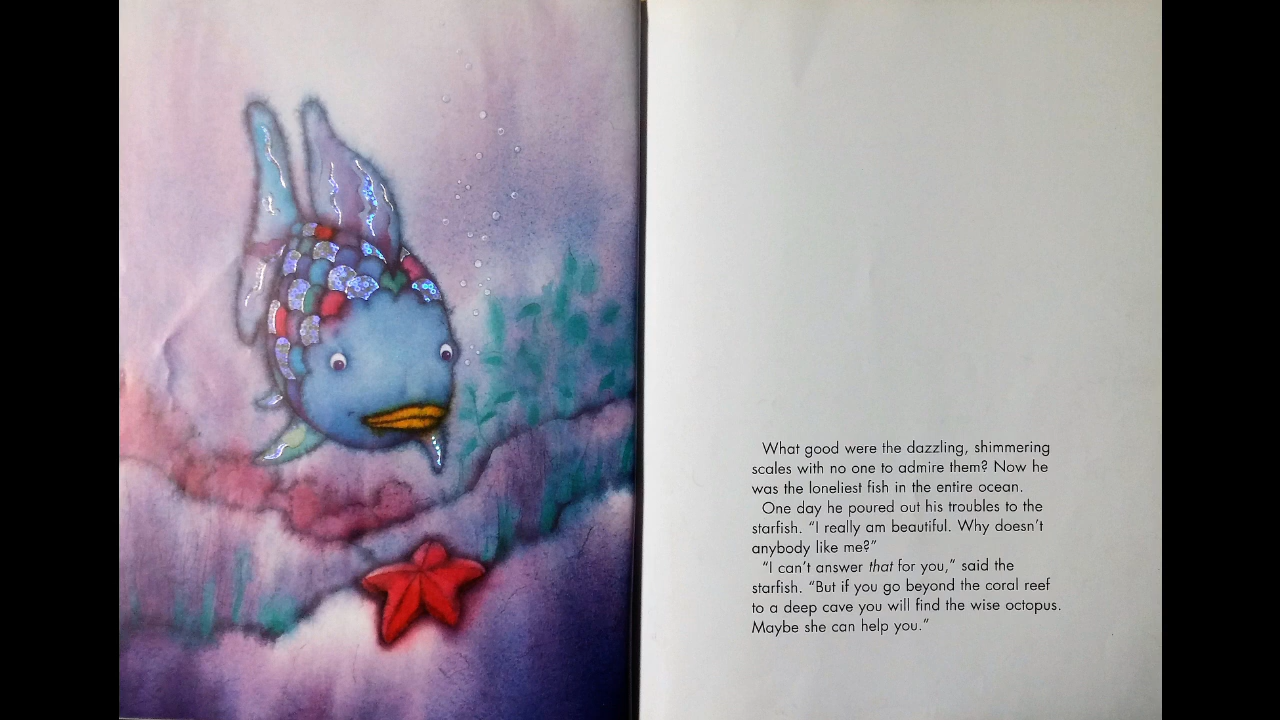 What good were the dazzling, shimmering
scales with no one to admire them? Now he
was the loneliest fish in the entire ocean.
One day he poured out his troubles to the
starfish. “I really am beautiful. Why doesn’t
anybody like me?”
“I can’t answer that for you,” said the
starfish. “But if you go beyond the coral reef
to a deep cave you will find the wise octopus.
Maybe she can help you.”